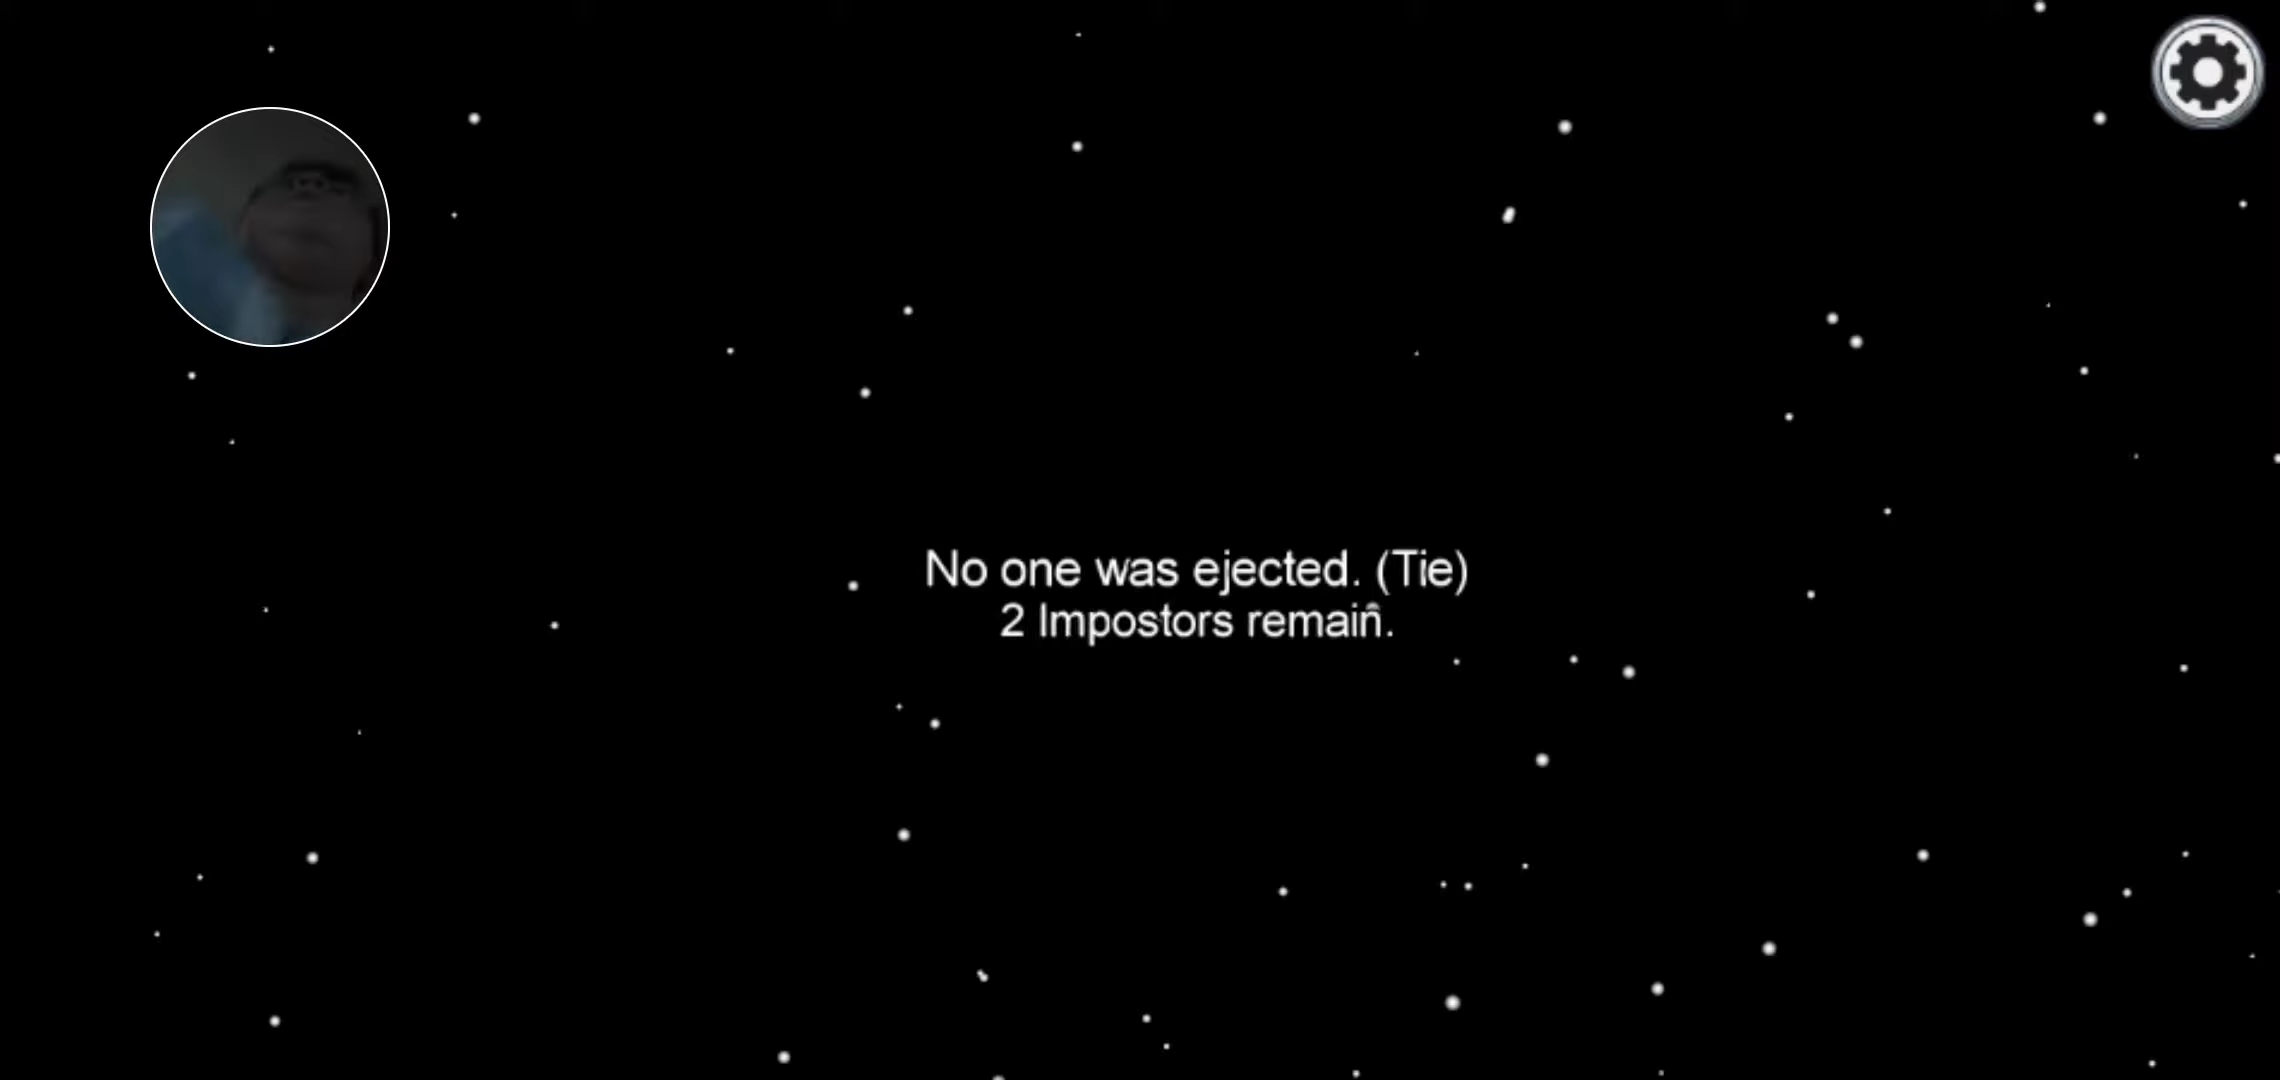 No one was ejected. (Tie)
2 Impostors remain.